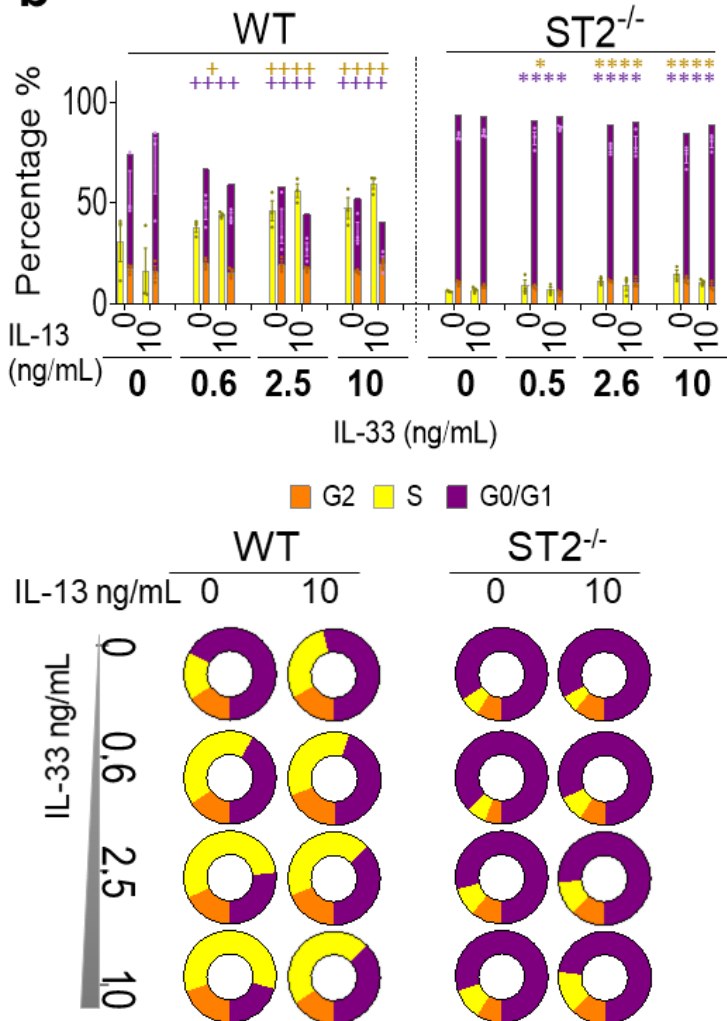 b
WT ST2-/-
+ ++++ ++++ * **** ****
++++ ++++ ++++ **** **** ****
Percentage %
100
50
0
IL-13 (ng/mL) 0 10 0 10 0 10 0 10 0 10 0 10 0 10 0 10
0 0.6 2.5 10 0 0.5 2.6 10
IL-33 (ng/mL)
G2 S G0/G1
WT ST2-/-
IL-13 ng/mL 0 10 0 10
IL-33 ng/mL
0
0,6
2,5
10